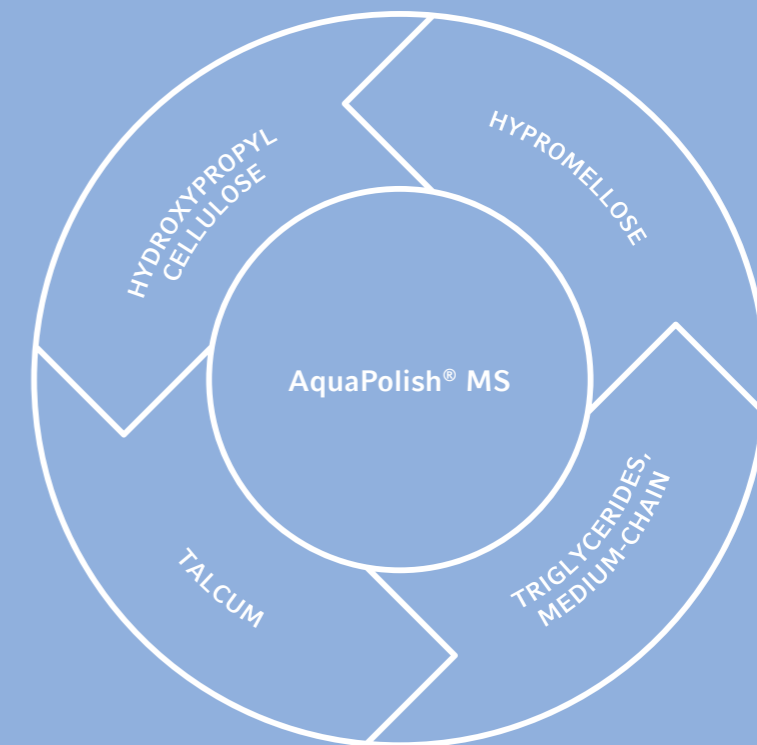 HYDROXYPROPYL
CELLULOSE
HYPROMELLOSE
AquaPolish® MS
TALCUM
TRIGLYCERIDES,
MEDIUM-CHAIN